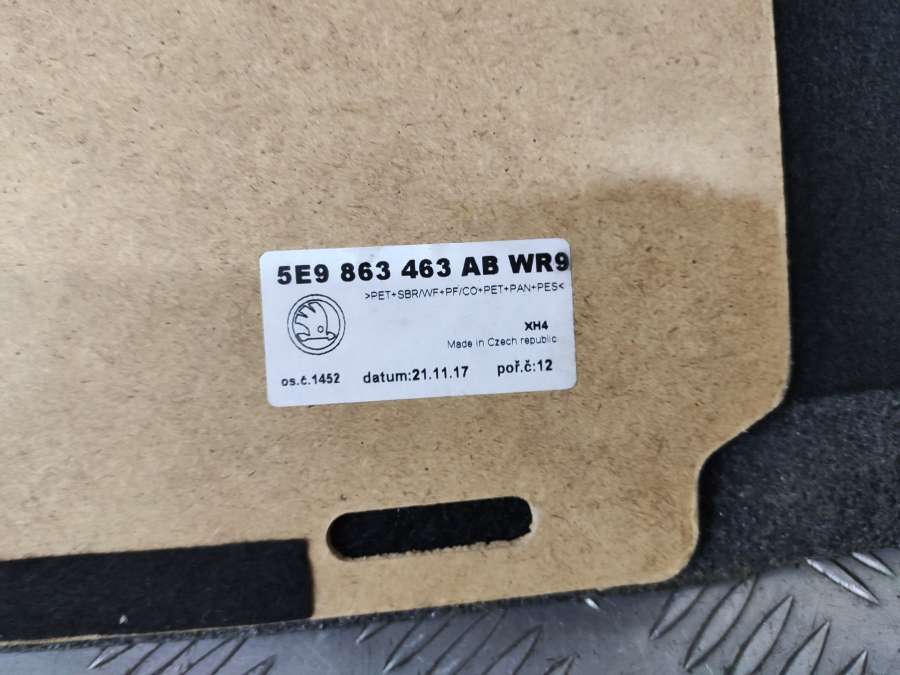 5E9 863 463 AB WR9
>PET+SBR/WF+PF/CO+PET+PAN+PES<
XH4
Made in Czech republic
os.č.1452 datum:21.11.17 poř.č:12